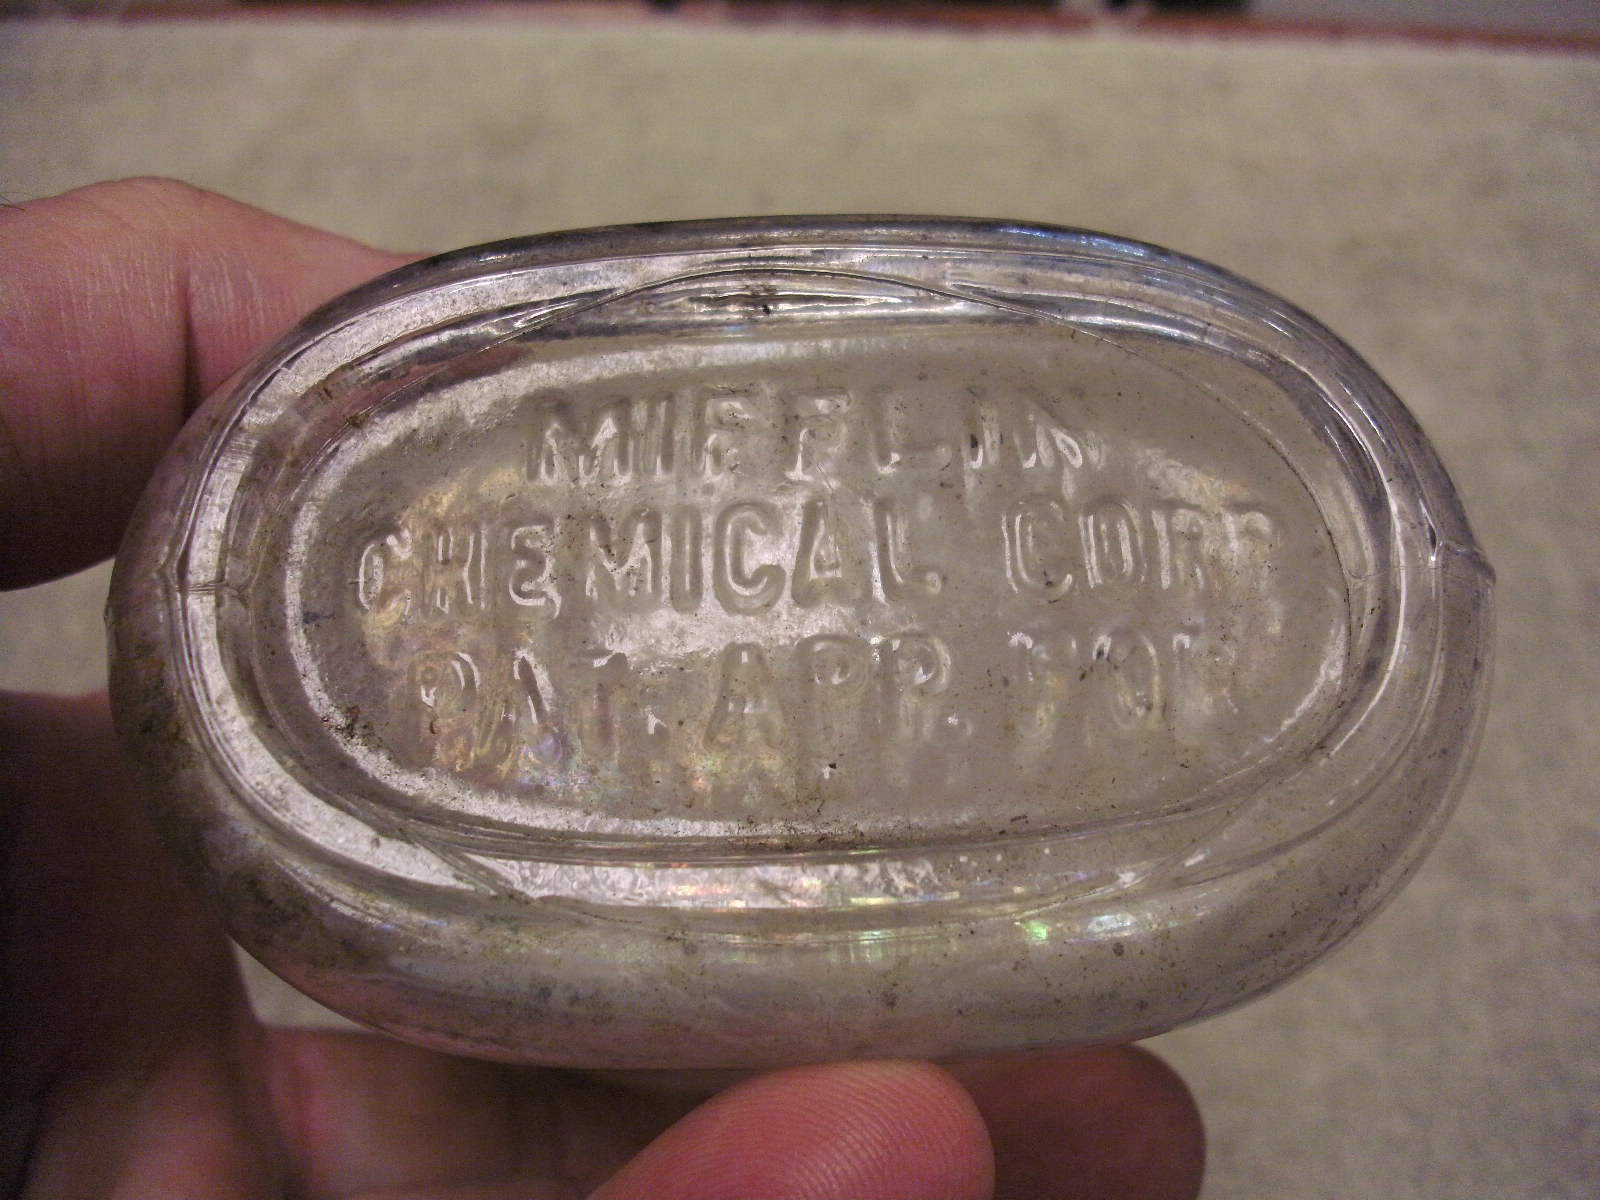 MIFFLIN
CHEMICAL CORP
PAT. APP. FOR